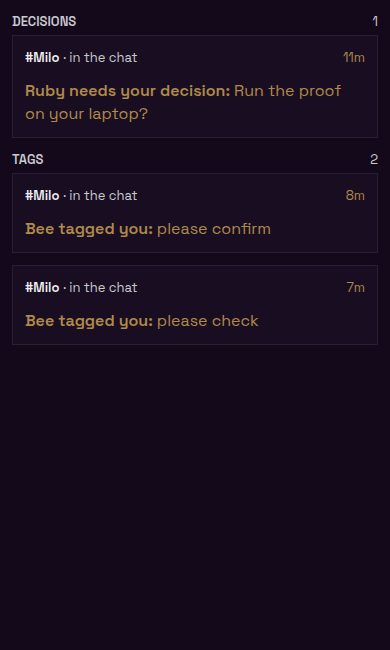 DECISIONS 1
#Milo · in the chat 11m
Ruby needs your decision: Run the proof
on your laptop?
TAGS 2
#Milo · in the chat 8m
Bee tagged you: please confirm
#Milo · in the chat 7m
Bee tagged you: please check